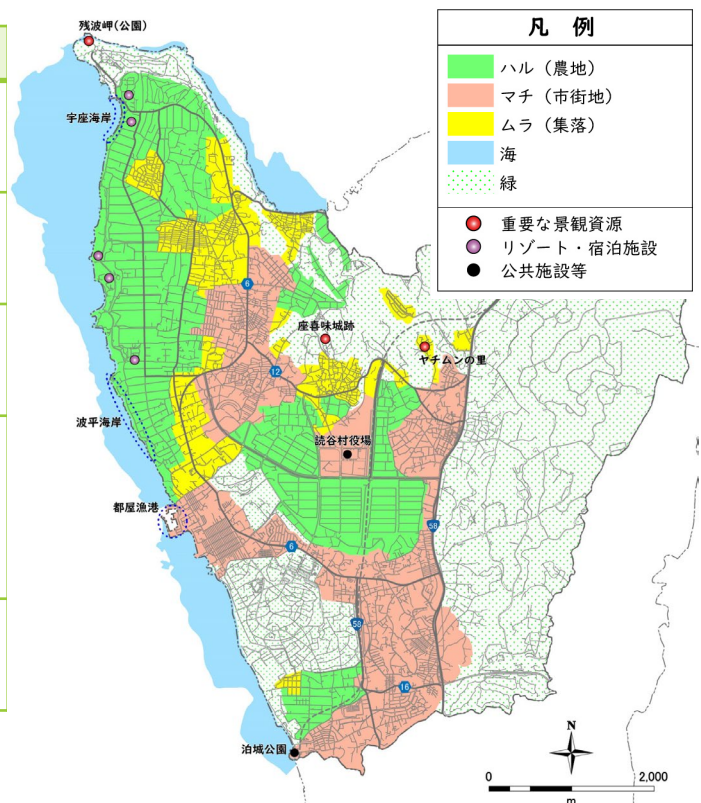 残波岬(公園)
凡 例
ハル (農地)
マチ (市街地)
ムラ (集落)
海
緑
重要な景観資源
リゾート・宿泊施設
公共施設等
宇座海岸
6
座喜味城跡
ヤチムンの里
12
波平海岸
読谷村役場
都屋漁港
58
6
58
16
泊城公園
N
0 2,000
m